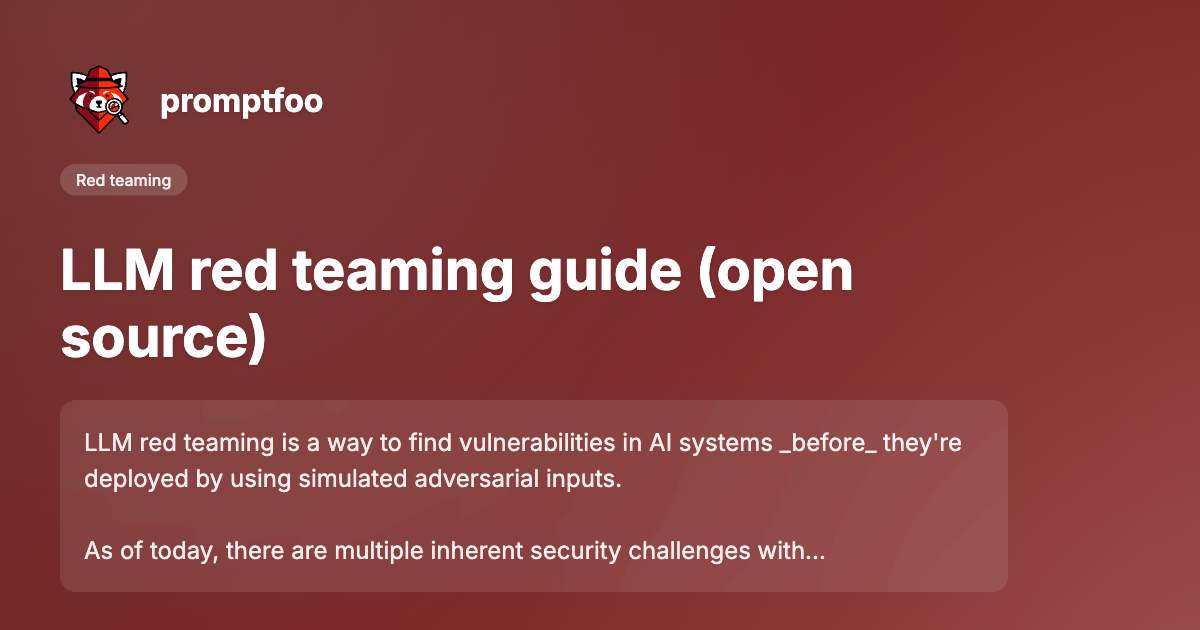 promptfoo
Red teaming
LLM red teaming guide (open
source)
LLM red teaming is a way to find vulnerabilities in AI systems _before_ they're
deployed by using simulated adversarial inputs.
As of today, there are multiple inherent security challenges with...